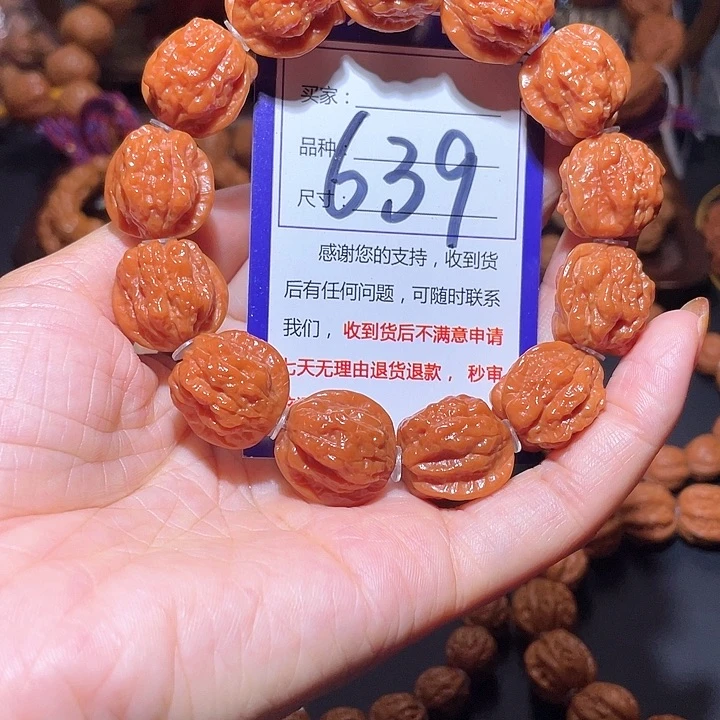 买家：
品种：
尺寸：
639
感谢您的支持，收到货
后有任何问题，可随时联系
我们，收到货后不满意申请
七天无理由退货退款，秒审